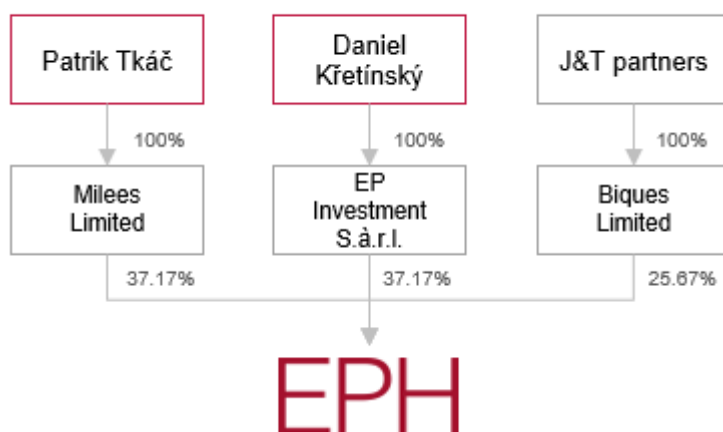 Patrik Tkáč
Daniel
Křetínský
J&T partners
100%
100%
100%
Milees
Limited
EP
Investment
S.à.r.l.
Biques
Limited
37.17%
37.17%
25.67%
EPH